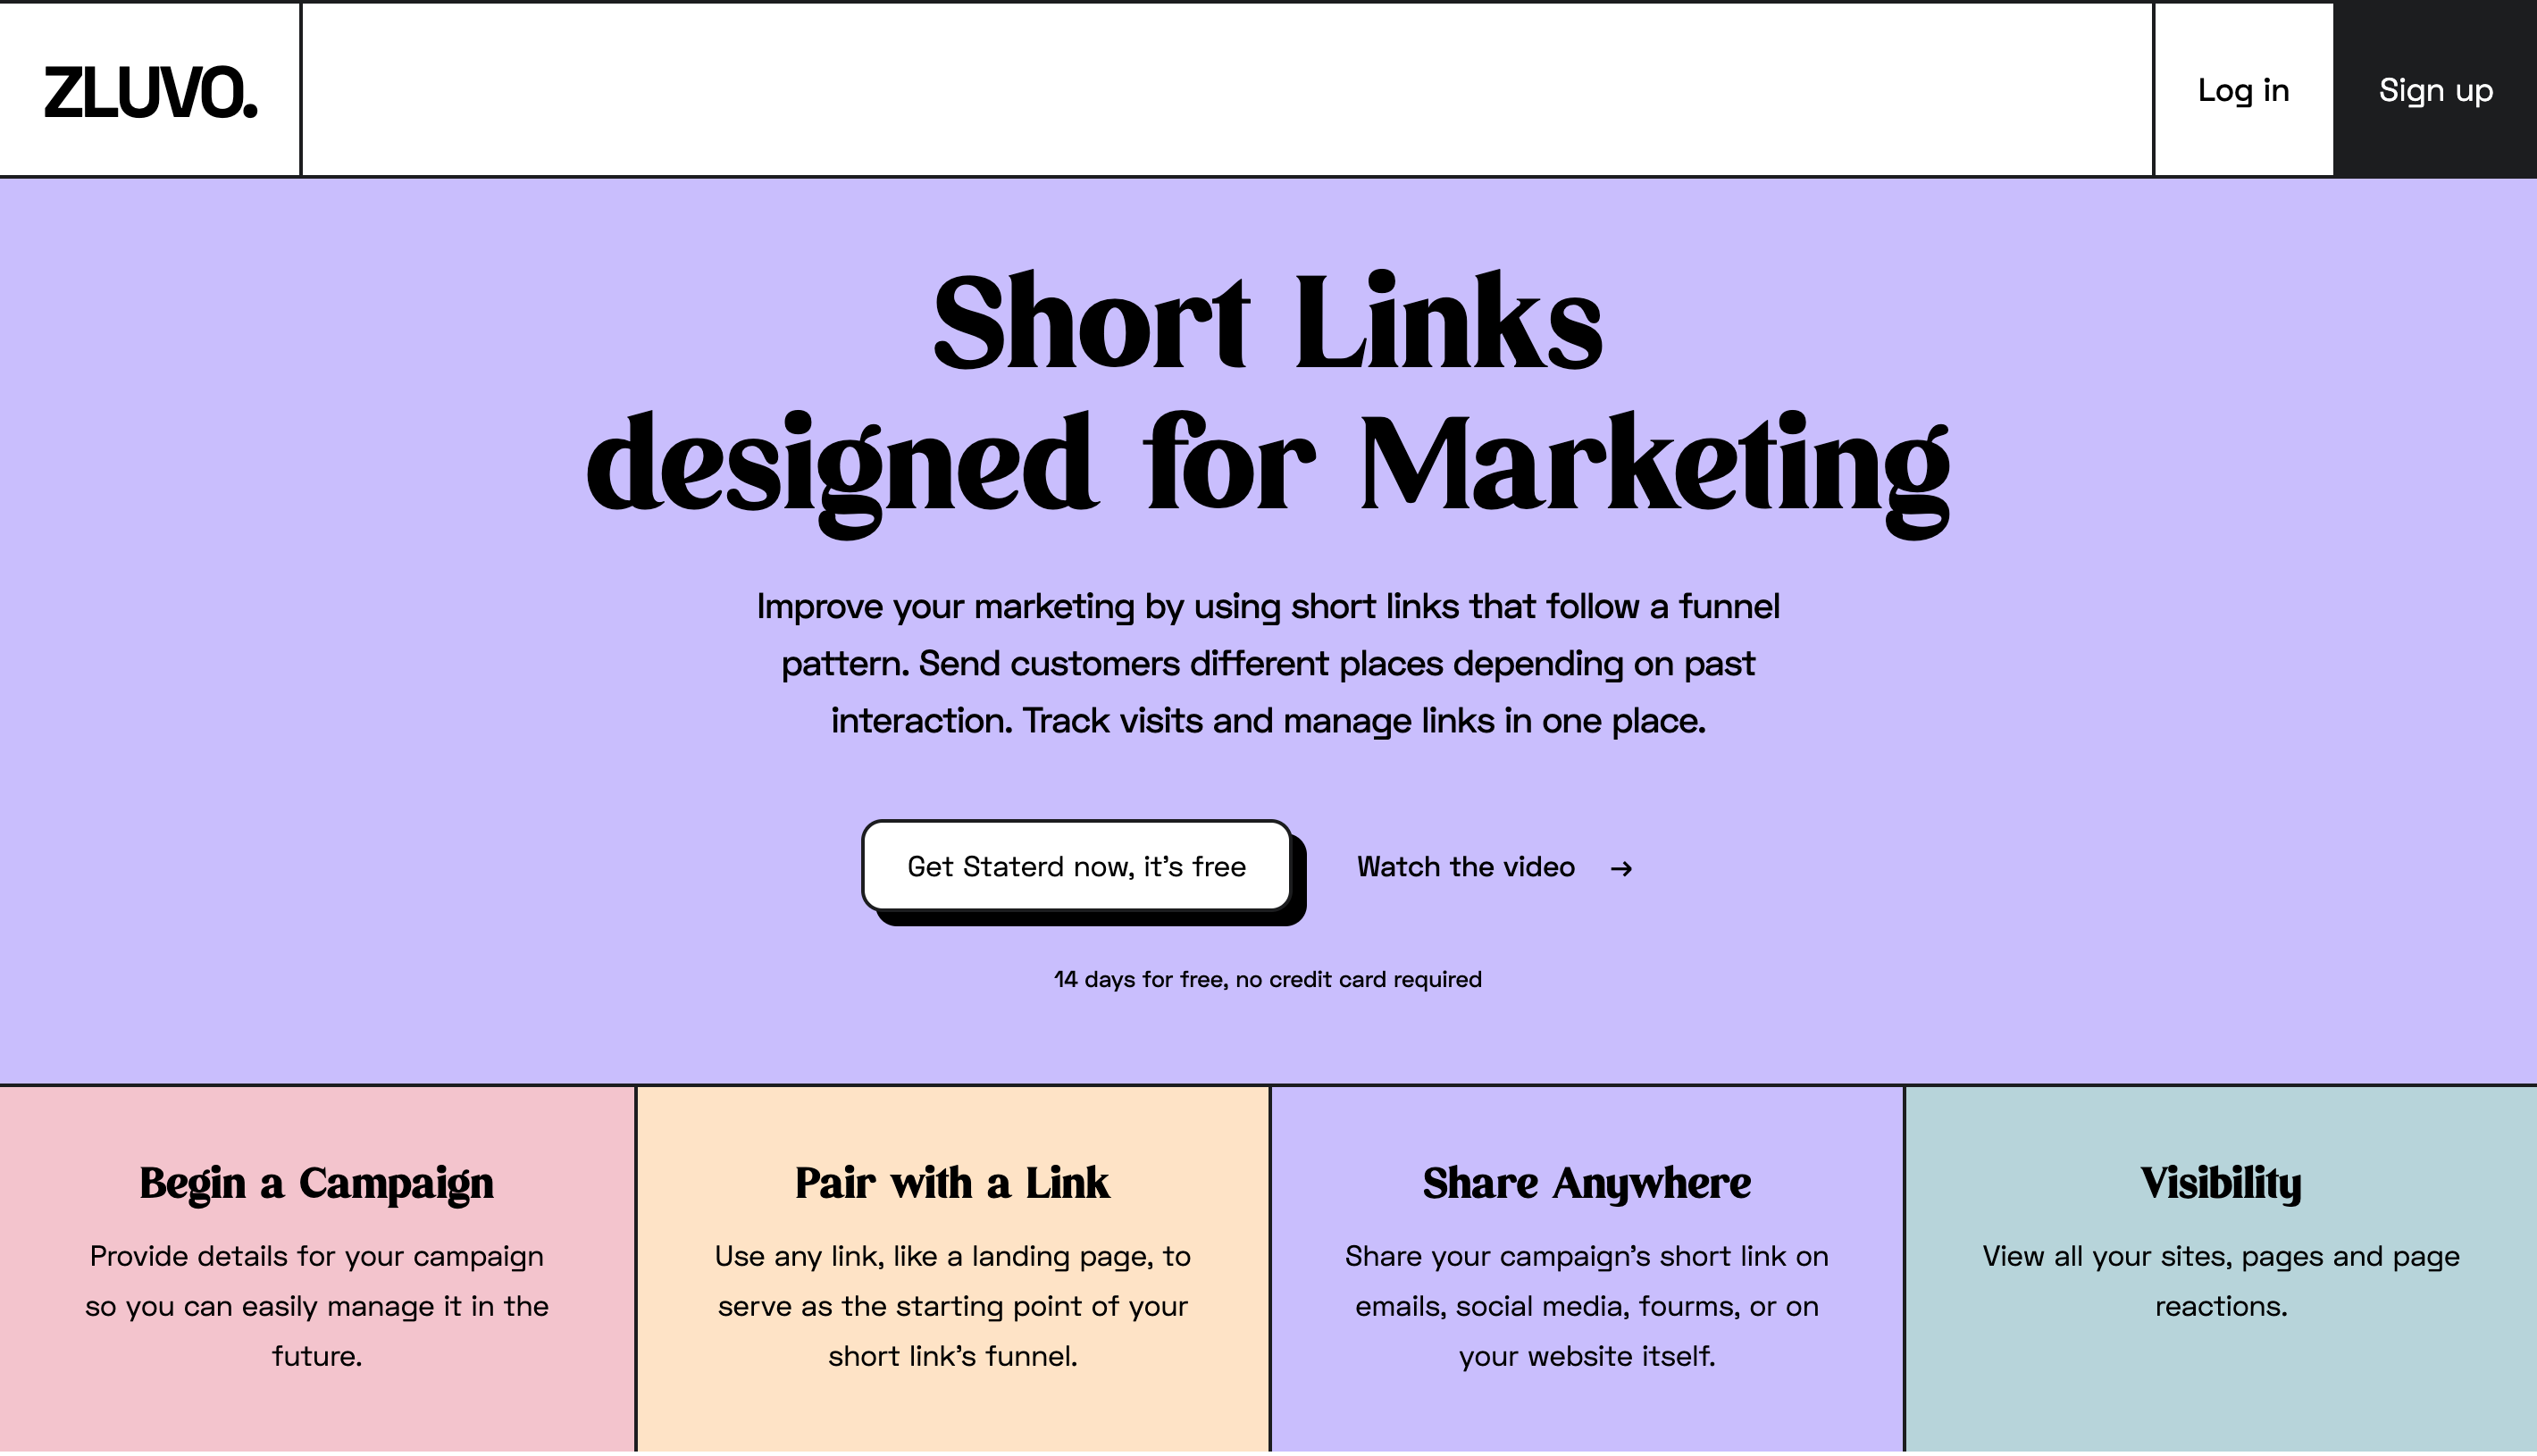 ZLUVO.
Log in
Sign up
Short Links
designed for Marketing
Improve your marketing by using short links that follow a funnel
pattern. Send customers different places depending on past
interaction. Track visits and manage links in one place.
Get Staterd now, it's free
Watch the video →
14 days for free, no credit card required
Begin a Campaign
Provide details for your campaign
so you can easily manage it in the
future.
Pair with a Link
Use any link, like a landing page, to
serve as the starting point of your
short link's funnel.
Share Anywhere
Share your campaign's short link on
emails, social media, fourms, or on
your website itself.
Visibility
View all your sites, pages and page
reactions.